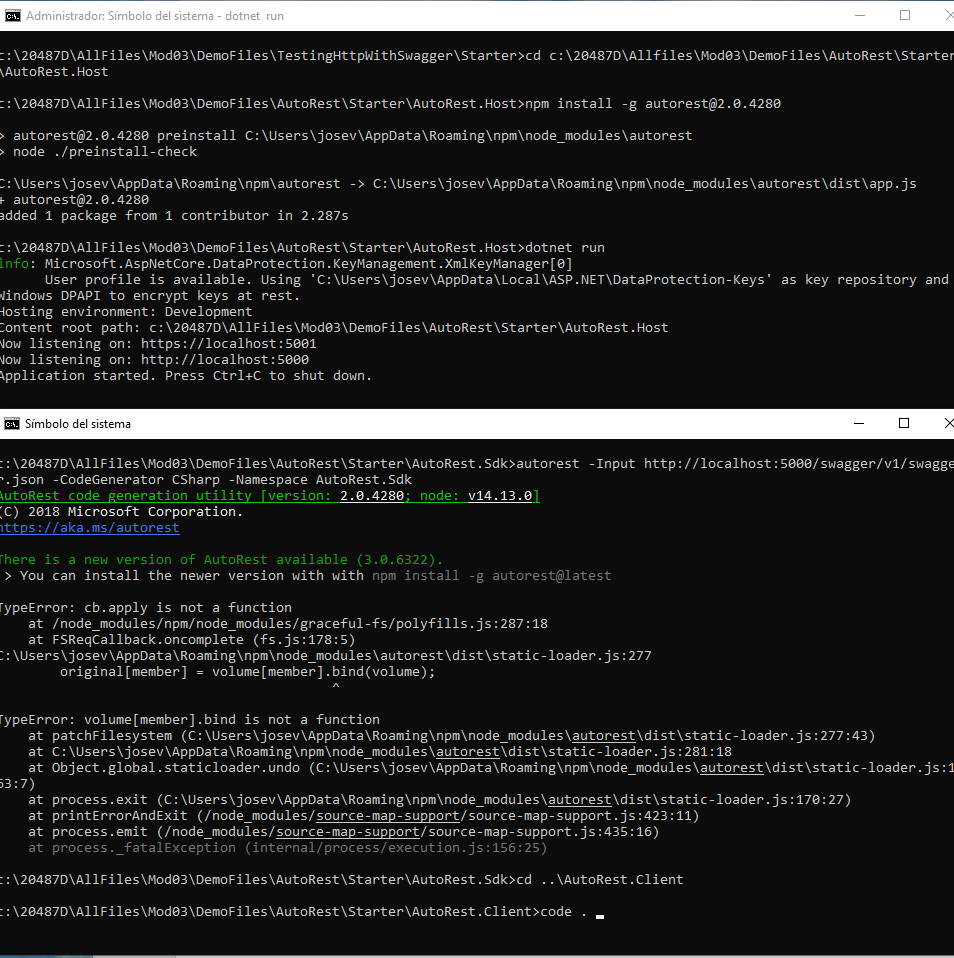 Administrador: Símbolo del sistema - dotnet run
c:\20487D\AllFiles\Mod03\DemoFiles\TestingHttpWithSwagger\Starter>cd c:\20487D\Allfiles\Mod03\DemoFiles\AutoRest\Starter
\AutoRest.Host
c:\20487D\AllFiles\Mod03\DemoFiles\AutoRest\Starter\AutoRest.Host>npm install -g autorest@2.0.4280
> autorest@2.0.4280 preinstall C:\Users\josev\AppData\Roaming\npm\node_modules\autorest
> node ./preinstall-check
C:\Users\josev\AppData\Roaming\npm\autorest -> C:\Users\josev\AppData\Roaming\npm\node_modules\autorest\dist\app.js
+ autorest@2.0.4280
added 1 package from 1 contributor in 2.287s
c:\20487D\AllFiles\Mod03\DemoFiles\AutoRest\Starter\AutoRest.Host>dotnet run
info: Microsoft.AspNetCore.DataProtection.KeyManagement.XmlKeyManager[0]
User profile is available. Using 'C:\Users\josev\AppData\Local\ASP.NET\DataProtection-Keys' as key repository and
Windows DPAPI to encrypt keys at rest.
Hosting environment: Development
Content root path: c:\20487D\AllFiles\Mod03\DemoFiles\AutoRest\Starter\AutoRest.Host
Now listening on: https://localhost:5001
Now listening on: http://localhost:5000
Application started. Press Ctrl+C to shut down.
Símbolo del sistema
c:\20487D\AllFiles\Mod03\DemoFiles\AutoRest\Starter\AutoRest.Sdk>autorest -Input http://localhost:5000/swagger/v1/swagge
r.json -CodeGenerator CSharp -Namespace AutoRest.Sdk
AutoRest code generation utility [version: 2.0.4280; node: v14.13.0]
(C) 2018 Microsoft Corporation.
https://aka.ms/autorest
There is a new version of AutoRest available (3.0.6322).
> You can install the newer version with with npm install -g autorest@latest
TypeError: cb.apply is not a function
at /node_modules/npm/node_modules/graceful-fs/polyfills.js:287:18
at FSReqCallback.oncomplete (fs.js:178:5)
C:\Users\josev\AppData\Roaming\npm\node_modules\autorest\dist\static-loader.js:277
original[member] = volume[member].bind(volume);
^
TypeError: volume[member].bind is not a function
at patchFilesystem (C:\Users\josev\AppData\Roaming\npm\node_modules\autorest\dist\static-loader.js:277:43)
at C:\Users\josev\AppData\Roaming\npm\node_modules\autorest\dist\static-loader.js:281:18
at Object.global.staticloader.undo (C:\Users\josev\AppData\Roaming\npm\node_modules\autorest\dist\static-loader.js:1
63:7)
at process.exit (C:\Users\josev\AppData\Roaming\npm\node_modules\autorest\dist\static-loader.js:170:27)
at printErrorAndExit (/node_modules/source-map-support/source-map-support.js:423:11)
at process.emit (/node_modules/source-map-support/source-map-support.js:435:16)
at process._fatalException (internal/process/execution.js:156:25)
c:\20487D\AllFiles\Mod03\DemoFiles\AutoRest\Starter\AutoRest.Sdk>cd ..\AutoRest.Client
c:\20487D\AllFiles\Mod03\DemoFiles\AutoRest\Starter\AutoRest.Client>code .